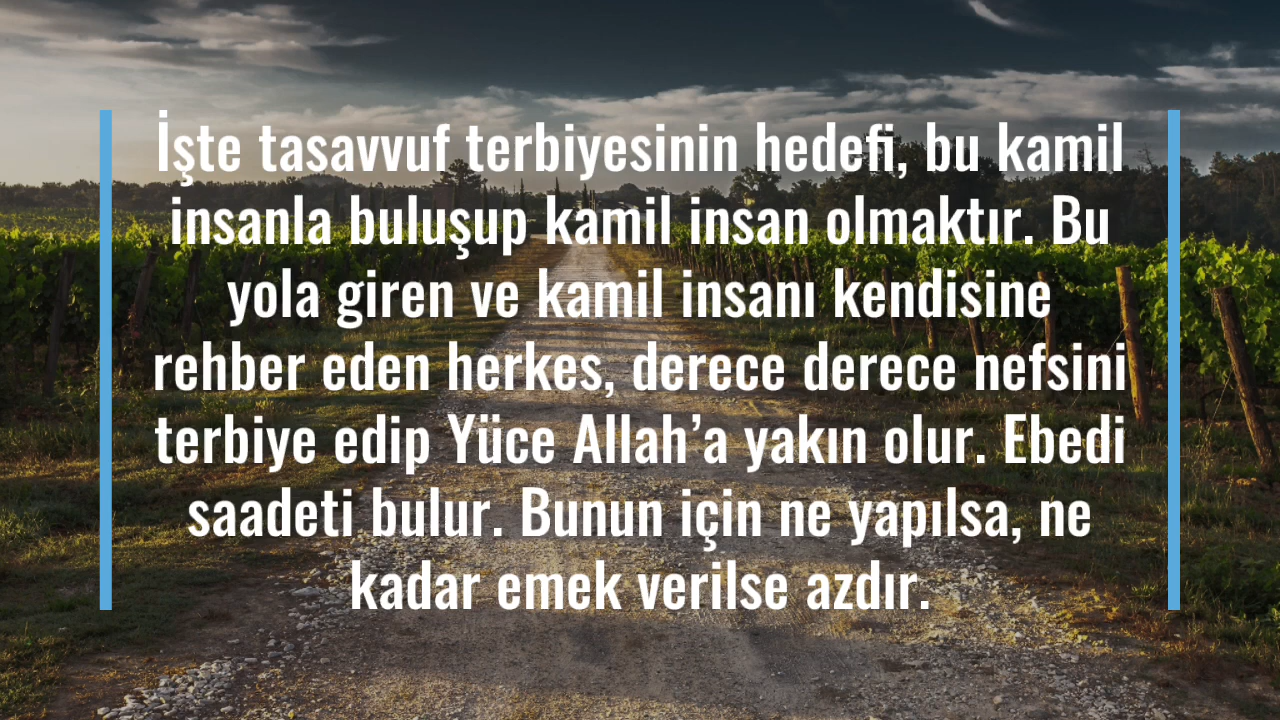 İşte tasavvuf terbiyesinin hedefi, bu kamil
insanla buluşup kamil insan olmaktır. Bu
yola giren ve kamil insanı kendisine
rehber eden herkes, derece derece nefsini
terbiye edip Yüce Allah’a yakın olur. Ebedi
saadeti bulur. Bunun için ne yapılsa, ne
kadar emek verilse azdır.